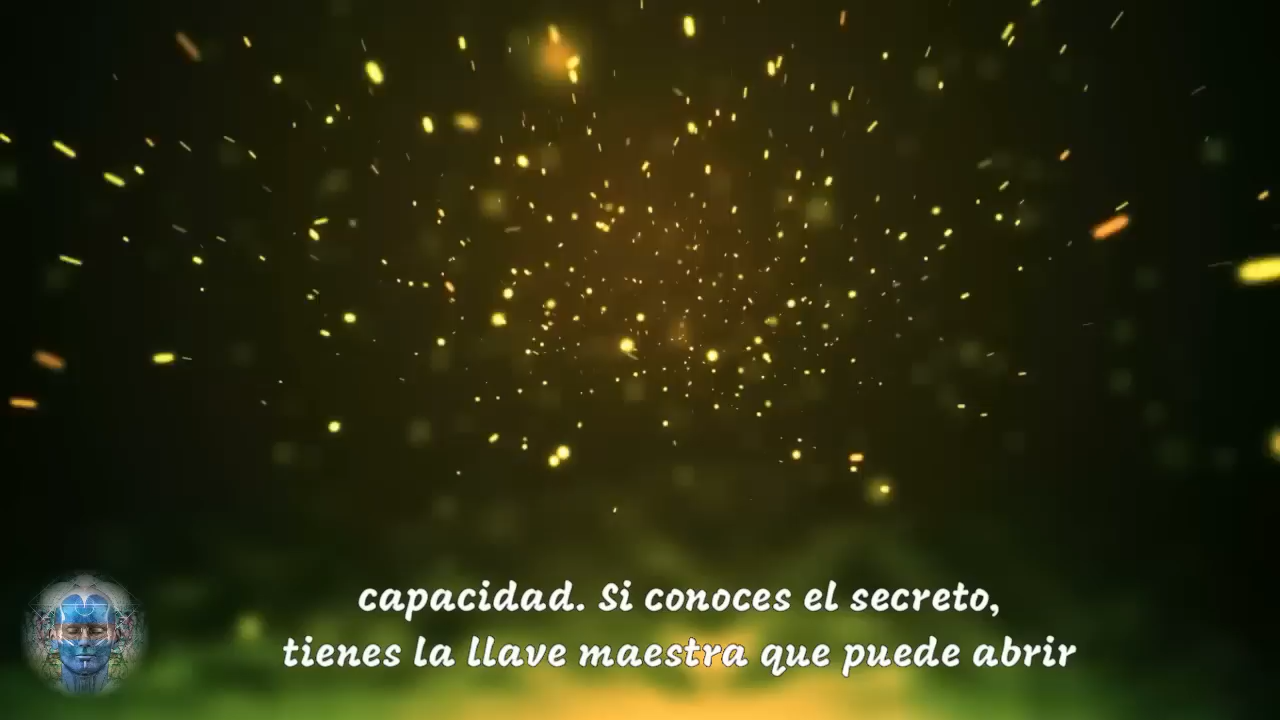 capacidad. Si conoces el secreto,
tienes la llave maestra que puede abrir